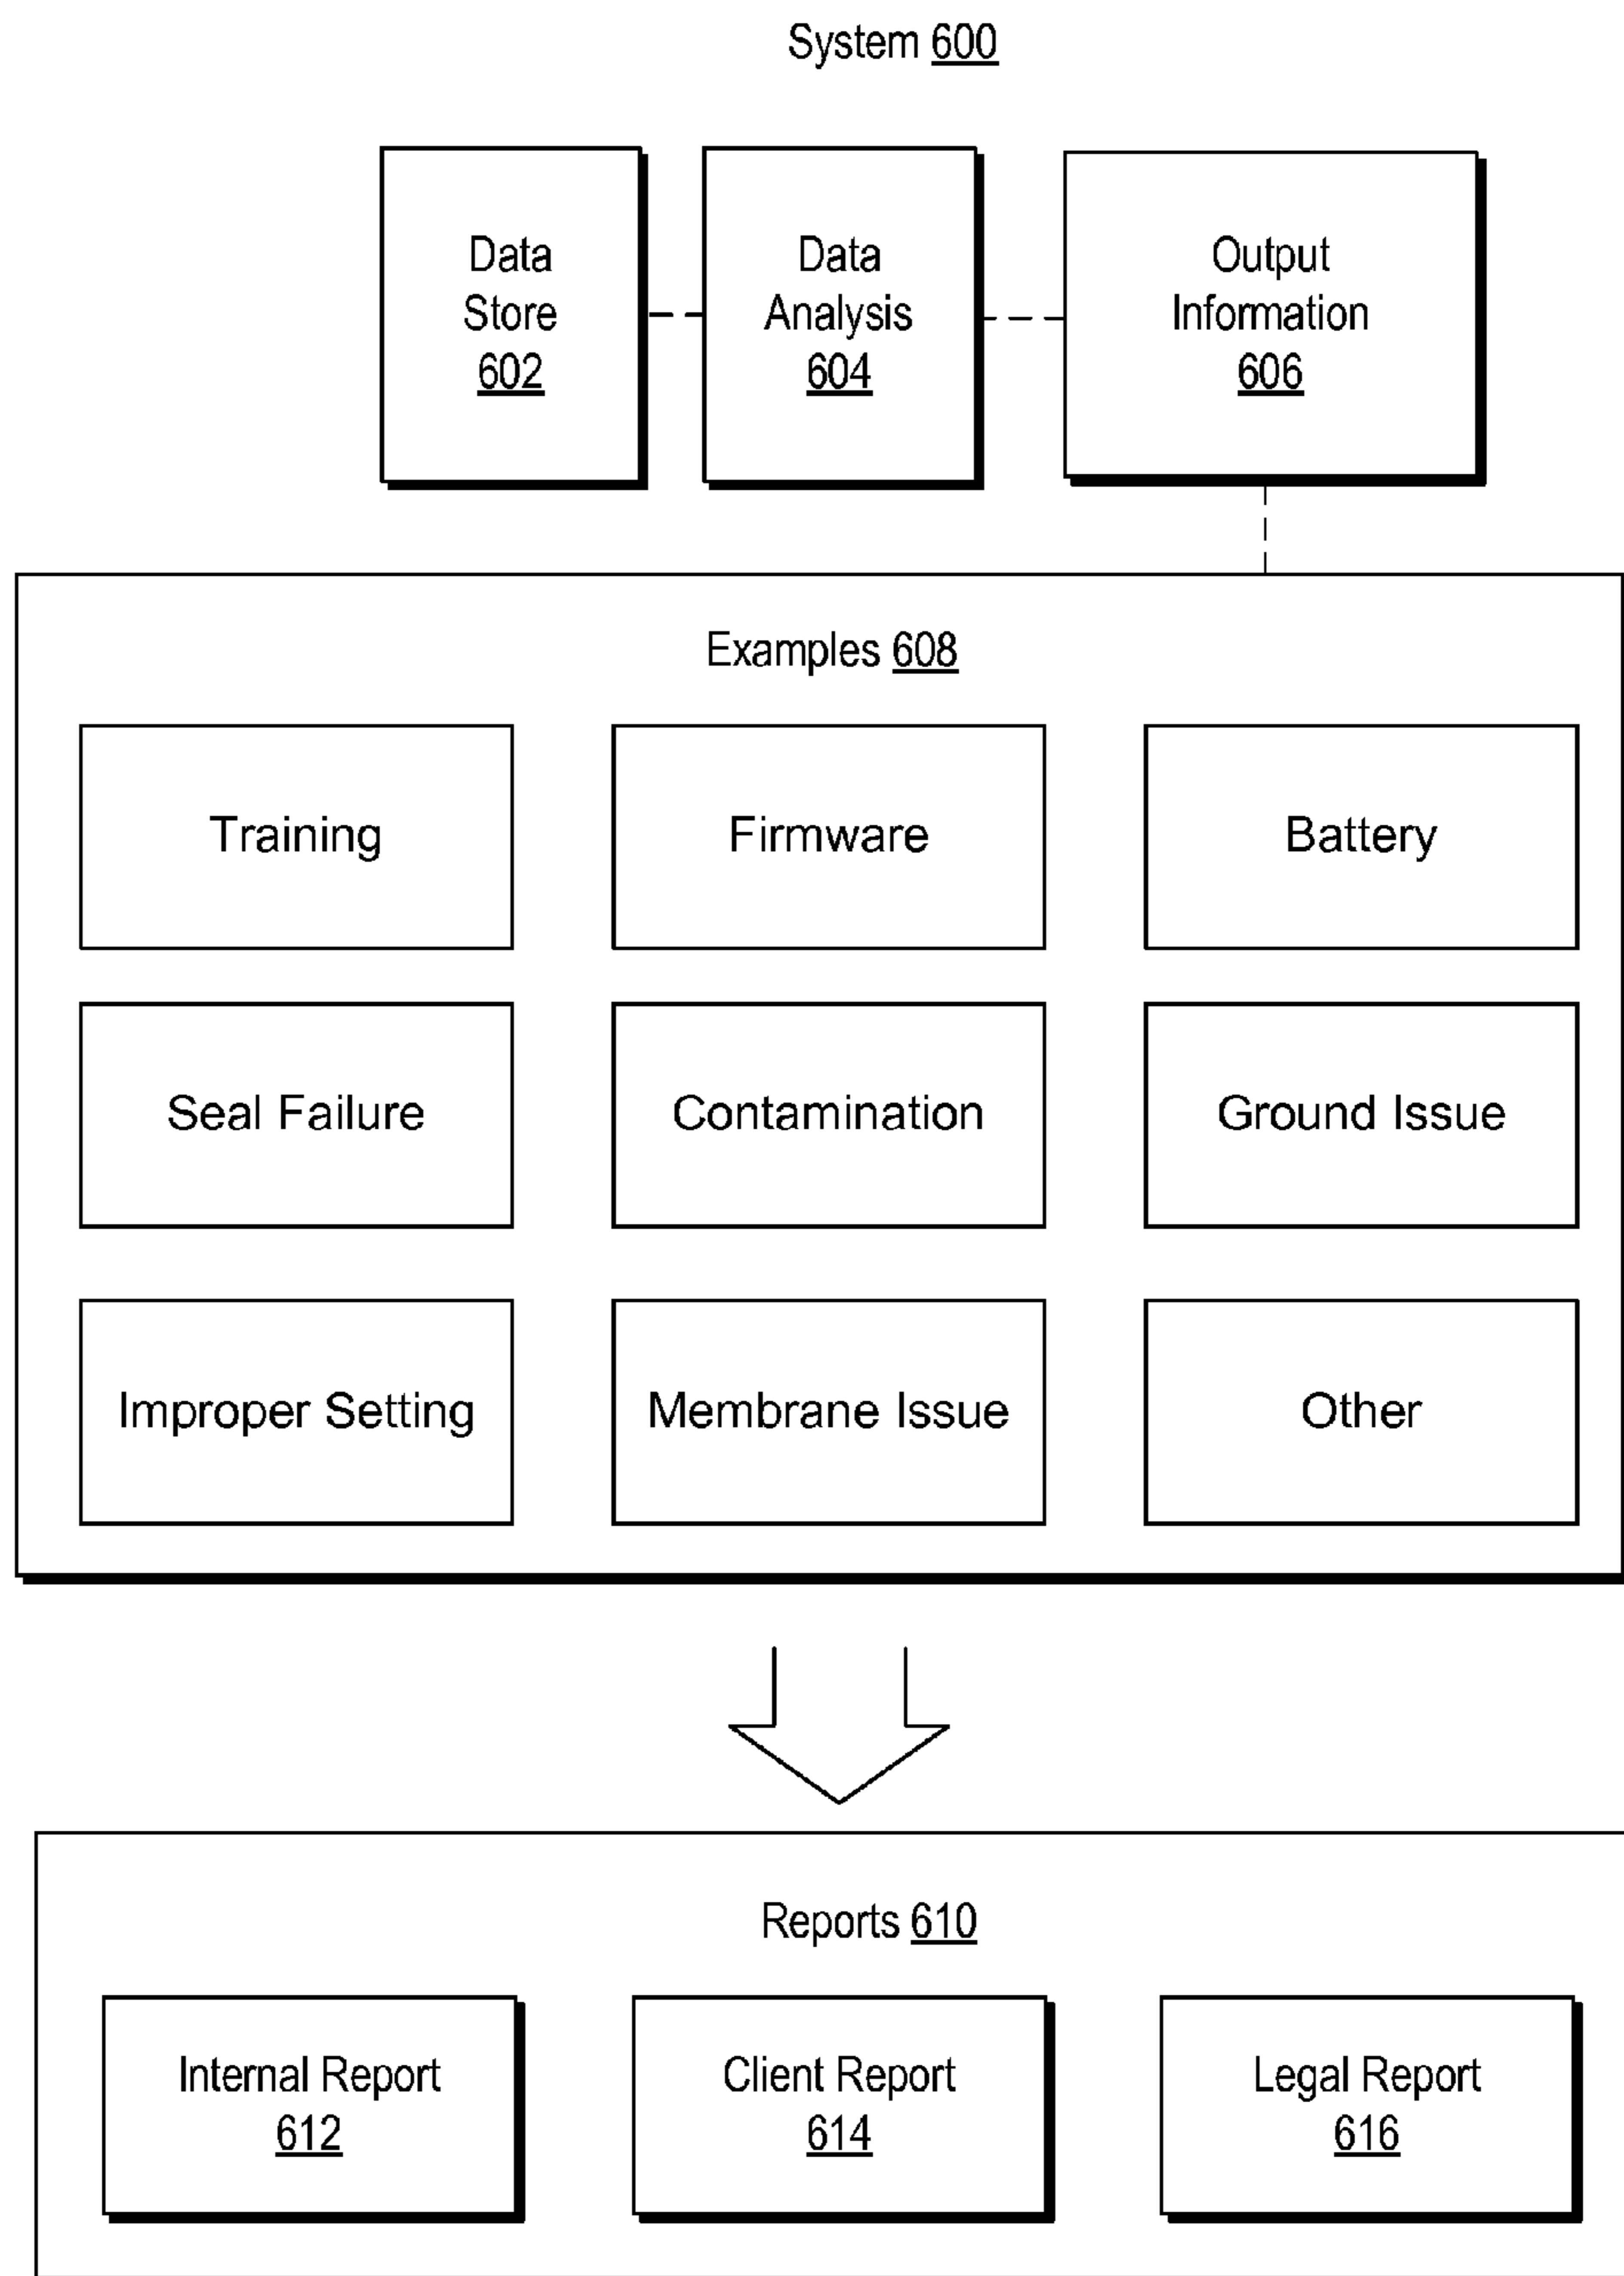 System 600
Data
Store
602
Data
Analysis
604
Output
Information
606
Examples 608
Training
Firmware
Battery
Seal Failure
Contamination
Ground Issue
Improper Setting
Membrane Issue
Other
Reports 610
Internal Report
612
Client Report
614
Legal Report
616